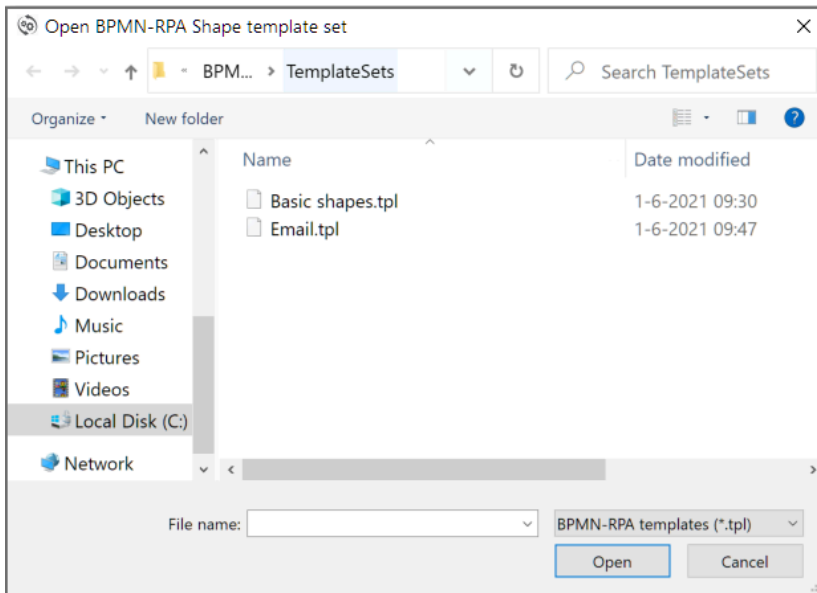 Open BPMN-RPA Shape template set
BPM... > TemplateSets
Search TemplateSets
Organize
New folder
?
This PC
3D Objects
Desktop
Documents
Downloads
Music
Pictures
Videos
Local Disk (C:)
Network
Name Date modified
Basic shapes.tpl 1-6-2021 09:30
Email.tpl 1-6-2021 09:47
File name:
BPMN-RPA templates (*.tpl)
Open Cancel